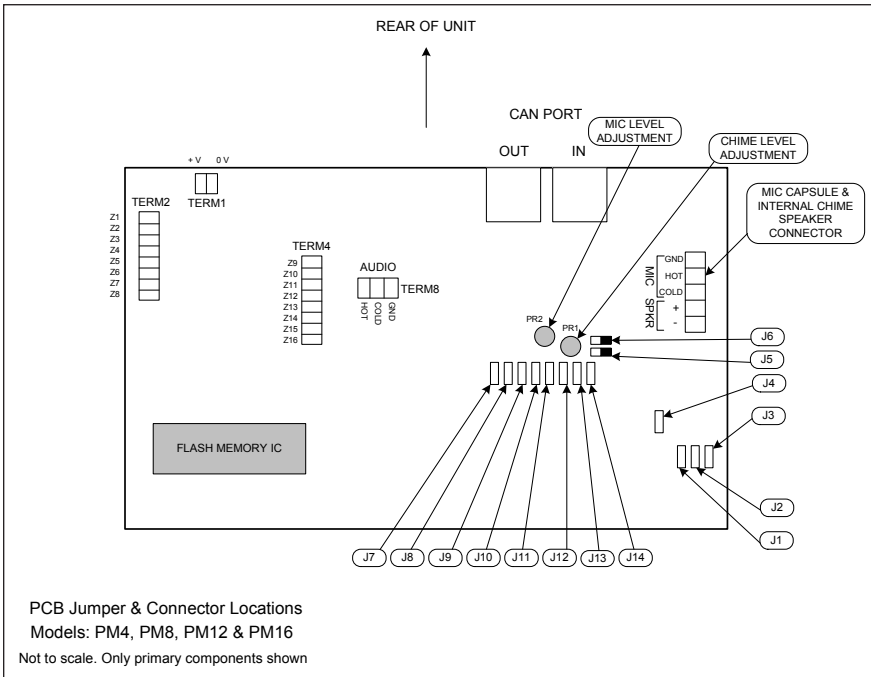 REAR OF UNIT
CAN PORT
OUT
IN
MIC LEVEL
ADJUSTMENT
CHIME LEVEL
ADJUSTMENT
MIC CAPSULE &
INTERNAL CHIME
SPEAKER
CONNECTOR
+ V
0 V
TERM1
TERM2
Z1
Z2
Z3
Z4
Z5
Z6
Z7
Z8
TERM4
Z9
Z10
Z11
Z12
Z13
Z14
Z15
Z16
AUDIO
TERM8
HOT
COLD
GND
MIC
GND
HOT
COLD
SPKR
+
-
PR2
PR1
J6
J5
J4
J3
J2
J1
FLASH MEMORY IC
J7
J8
J9
J10
J11
J12
J13
J14
PCB Jumper & Connector Locations
Models: PM4, PM8, PM12 & PM16
Not to scale. Only primary components shown